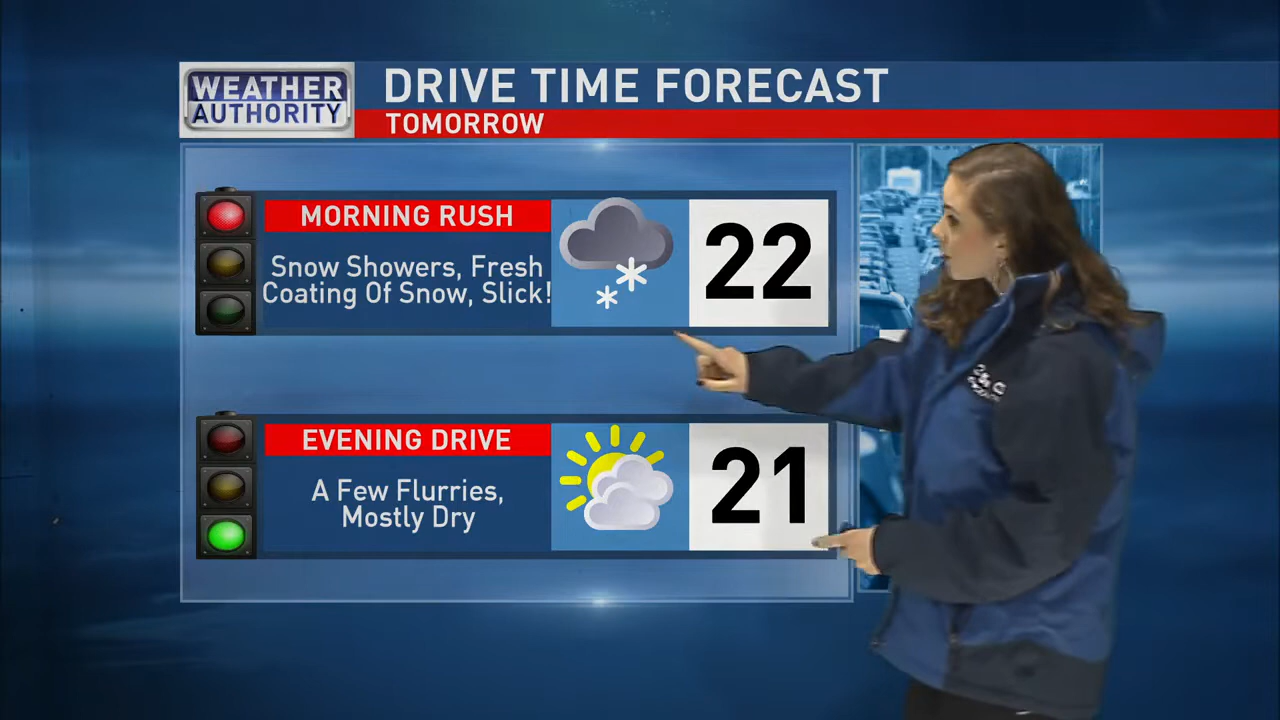 WEATHER
AUTHORITY
DRIVE TIME FORECAST
TOMORROW
MORNING RUSH
Snow Showers, Fresh
Coating Of Snow, Slick!
22
EVENING DRIVE
A Few Flurries,
Mostly Dry
21